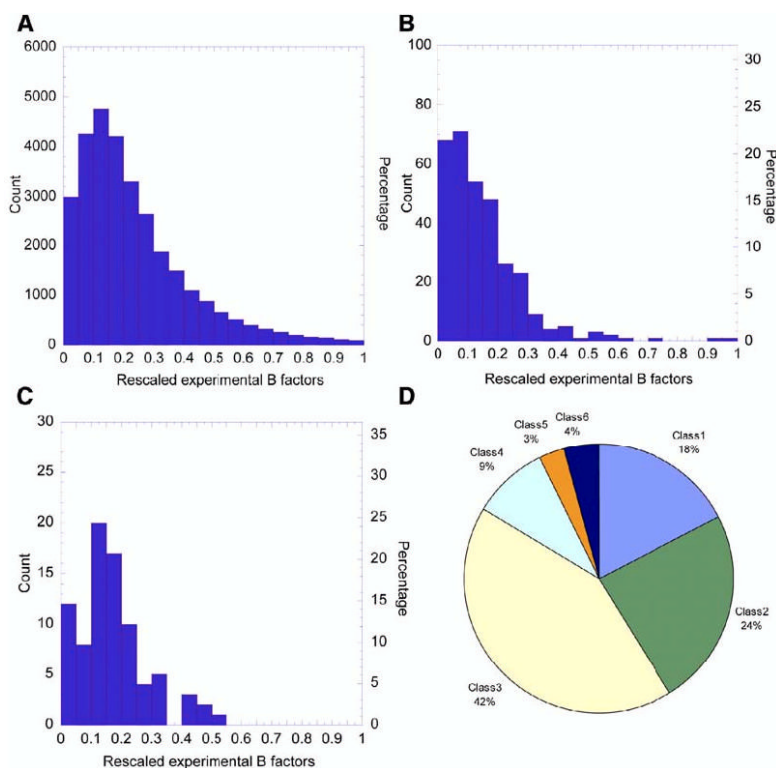 A
6000
5000
4000
3000
2000
1000
0
Count
Percentage
0 0.1 0.2 0.3 0.4 0.5 0.6 0.7 0.8 0.9 1
Rescaled experimental B factors
B
100
80
60
40
20
0
Count
30
25
20
15
10
5
0
Percentage
0 0.1 0.2 0.3 0.4 0.5 0.6 0.7 0.8 0.9 1
Rescaled experimental B factors
C
30
25
20
15
10
5
0
Count
35
30
25
20
15
10
5
0
Percentage
0 0.1 0.2 0.3 0.4 0.5 0.6 0.7 0.8 0.9 1
Rescaled experimental B factors
D
Class1
18%
Class2
24%
Class3
42%
Class4
9%
Class5
3%
Class6
4%